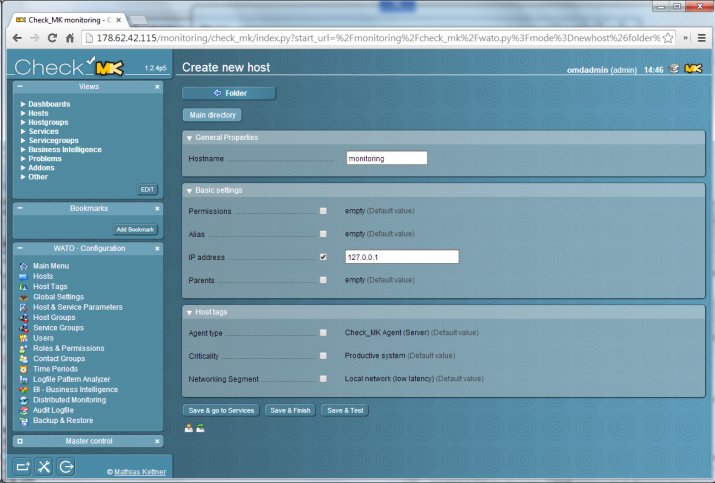 Check_MK monitoring - C
178.62.42.115/monitoring/check_mk/index.py?start_url=%2Fmonitoring%2Fcheck_mk%2Fwato.py%3Fmode%3Dnewhost%26folder%
Check MK 1.2.4p5
Create new host
omdadmin (admin) 14:46
Views
Dashboards
Hosts
Hostgroups
Services
Servicegroups
Business Intelligence
Problems
Addons
Other
EDIT
Bookmarks
Add Bookmark
WATO · Configuration
Main Menu
Hosts
Host Tags
Global Settings
Host & Service Parameters
Host Groups
Service Groups
Users
Roles & Permissions
Contact Groups
Time Periods
Logfile Pattern Analyzer
BI - Business Intelligence
Distributed Monitoring
Audit Logfile
Backup & Restore
Master control
© Mathias Kettner
Folder
Main directory
General Properties
Hostname monitoring
Basic settings
Permissions empty (Default value)
Alias empty (Default value)
IP address 127.0.0.1
Parents empty (Default value)
Host tags
Agent type Check_MK Agent (Server) (Default value)
Criticality Productive system (Default value)
Networking Segment Local network (low latency) (Default value)
Save & go to Services Save & Finish Save & Test